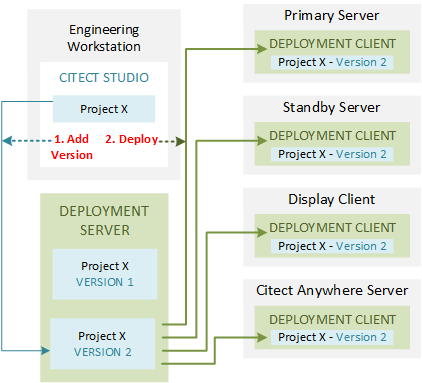 Engineering
Workstation
CITECT STUDIO
Project X
1. Add
Version
2. Deploy
DEPLOYMENT
SERVER
Project X
VERSION 1
Project X
VERSION 2
Primary Server
DEPLOYMENT CLIENT
Project X - Version 2
Standby Server
DEPLOYMENT CLIENT
Project X - Version 2
Display Client
DEPLOYMENT CLIENT
Project X - Version 2
Citect Anywhere Server
DEPLOYMENT CLIENT
Project X - Version 2